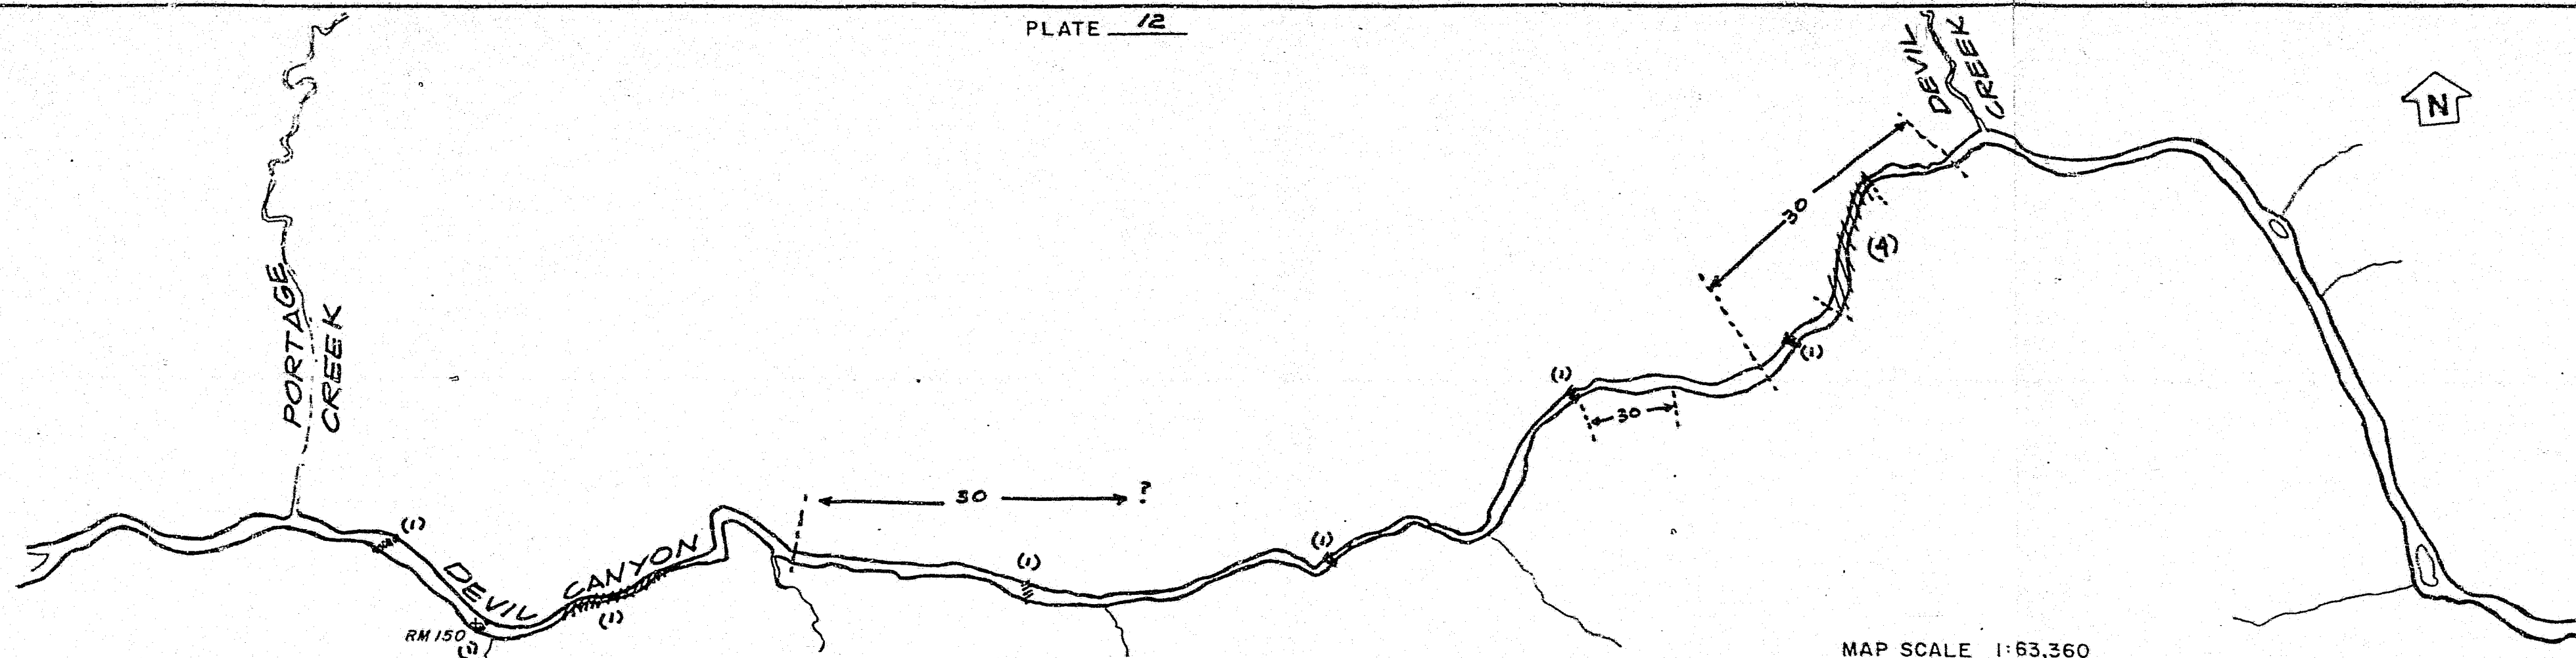 PLATE 12
DEVIL
CREEK
N
30
(4)
PORTAGE
CREEK
(1)
(1)
30
30 ?
(1)
(1)
(1)
DEVIL CANYON
(1)
RM 150
(1)
MAP SCALE 1:63,360